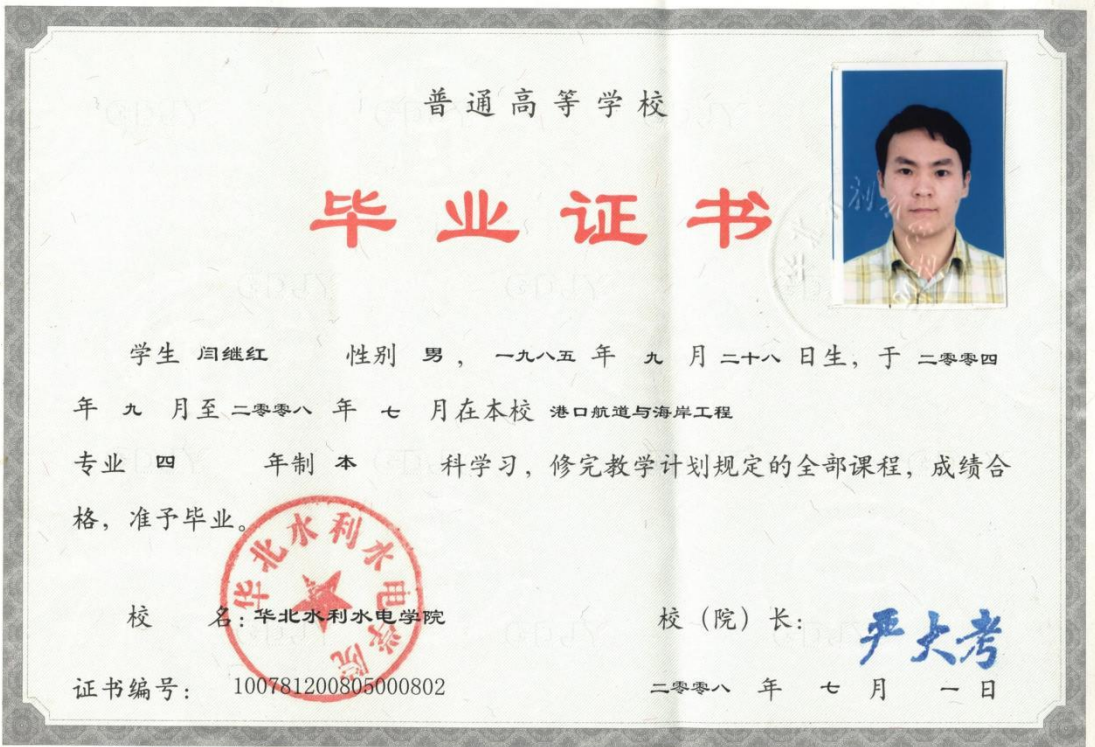 普通高等学校
毕业证书
学生 闫继红 性别 男 ， 一九八五 年 九 月 二十八 日生，于 二零零四
年 九 月至 二零零八 年 七 月在本校 港口航道与海岸工程
专业 四 年制 本 科学习，修完教学计划规定的全部课程，成绩合
格，准予毕业。
华北水利水电学院
校 名：华北水利水电学院 校（院）长： 严大考
证书编号： 100781200805000802 二零零八 年 七 月 一 日